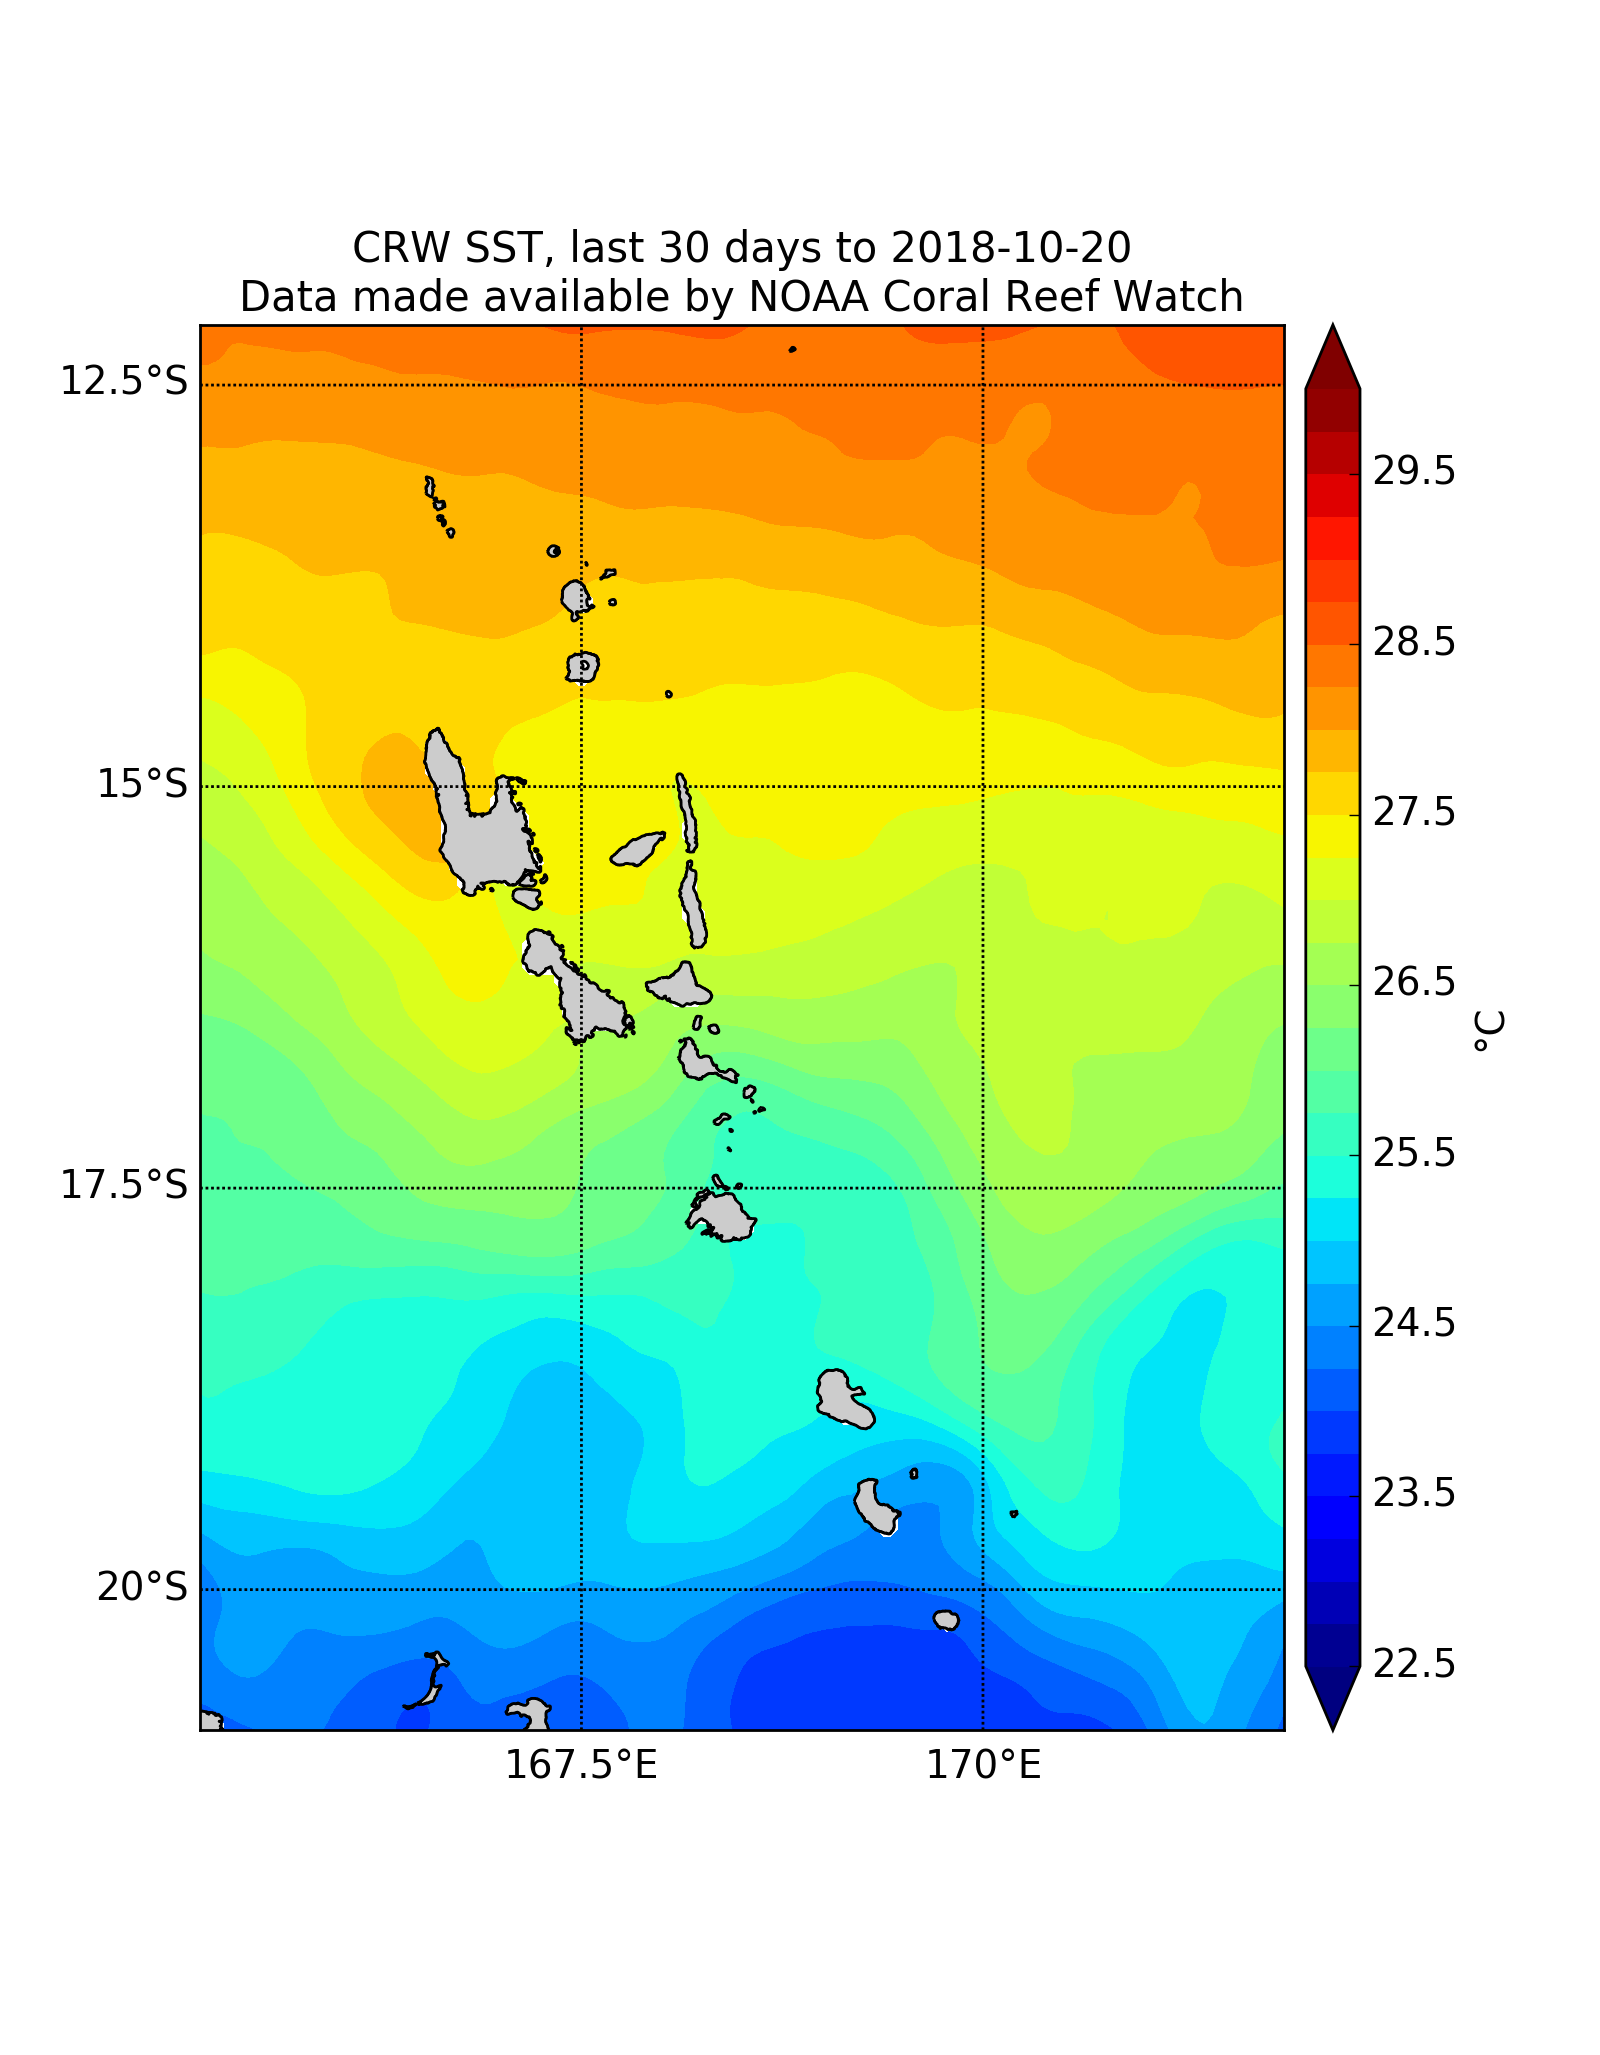 CRW SST, last 30 days to 2018-10-20
Data made available by NOAA Coral Reef Watch
12.5°S
15°S
17.5°S
20°S
167.5°E
170°E
29.5
28.5
27.5
26.5
25.5
24.5
23.5
22.5
°C